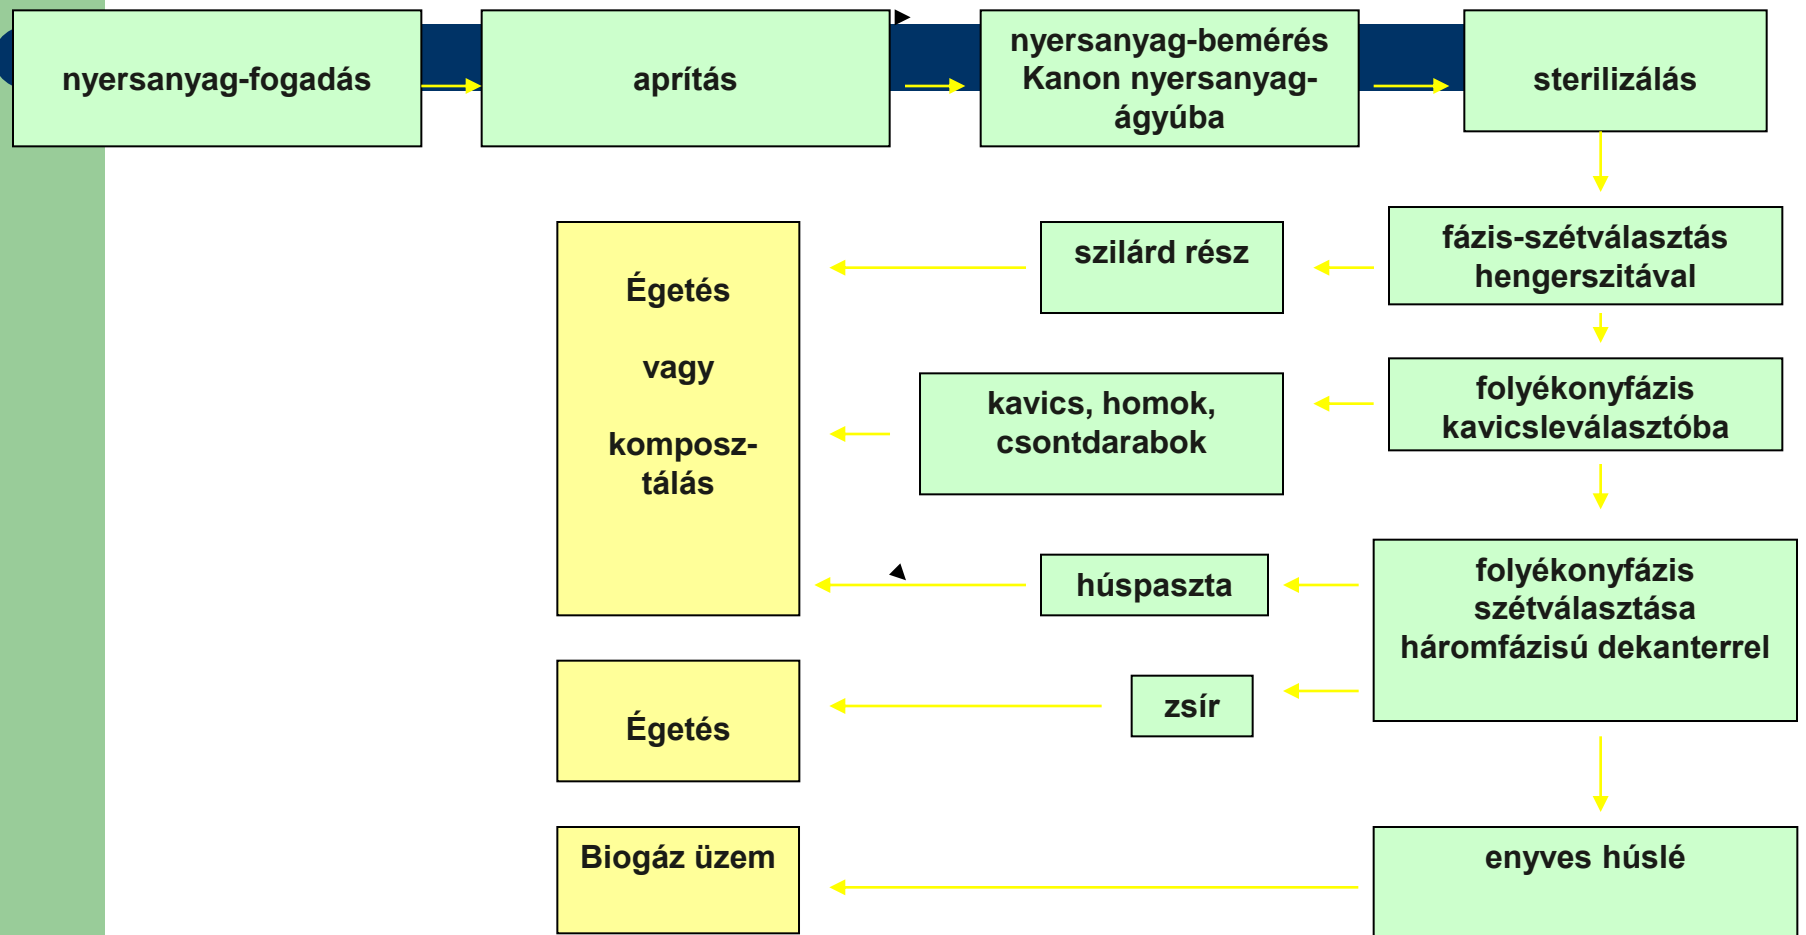 nyersanyag-fogadás
aprítás
nyersanyag-bemérés
Kanon nyersanyag-
ágyúba
sterilizálás
fázis-szétválasztás
hengerszitával
szilárd rész
Égetés
vagy
komposz-
tálás
folyékonyfázis
kavicsleválasztóba
kavics, homok,
csontdarabok
folyékonyfázis
szétválasztása
háromfázisú dekanterrel
húspaszta
zsír
Égetés
enyves húslé
Biogáz üzem